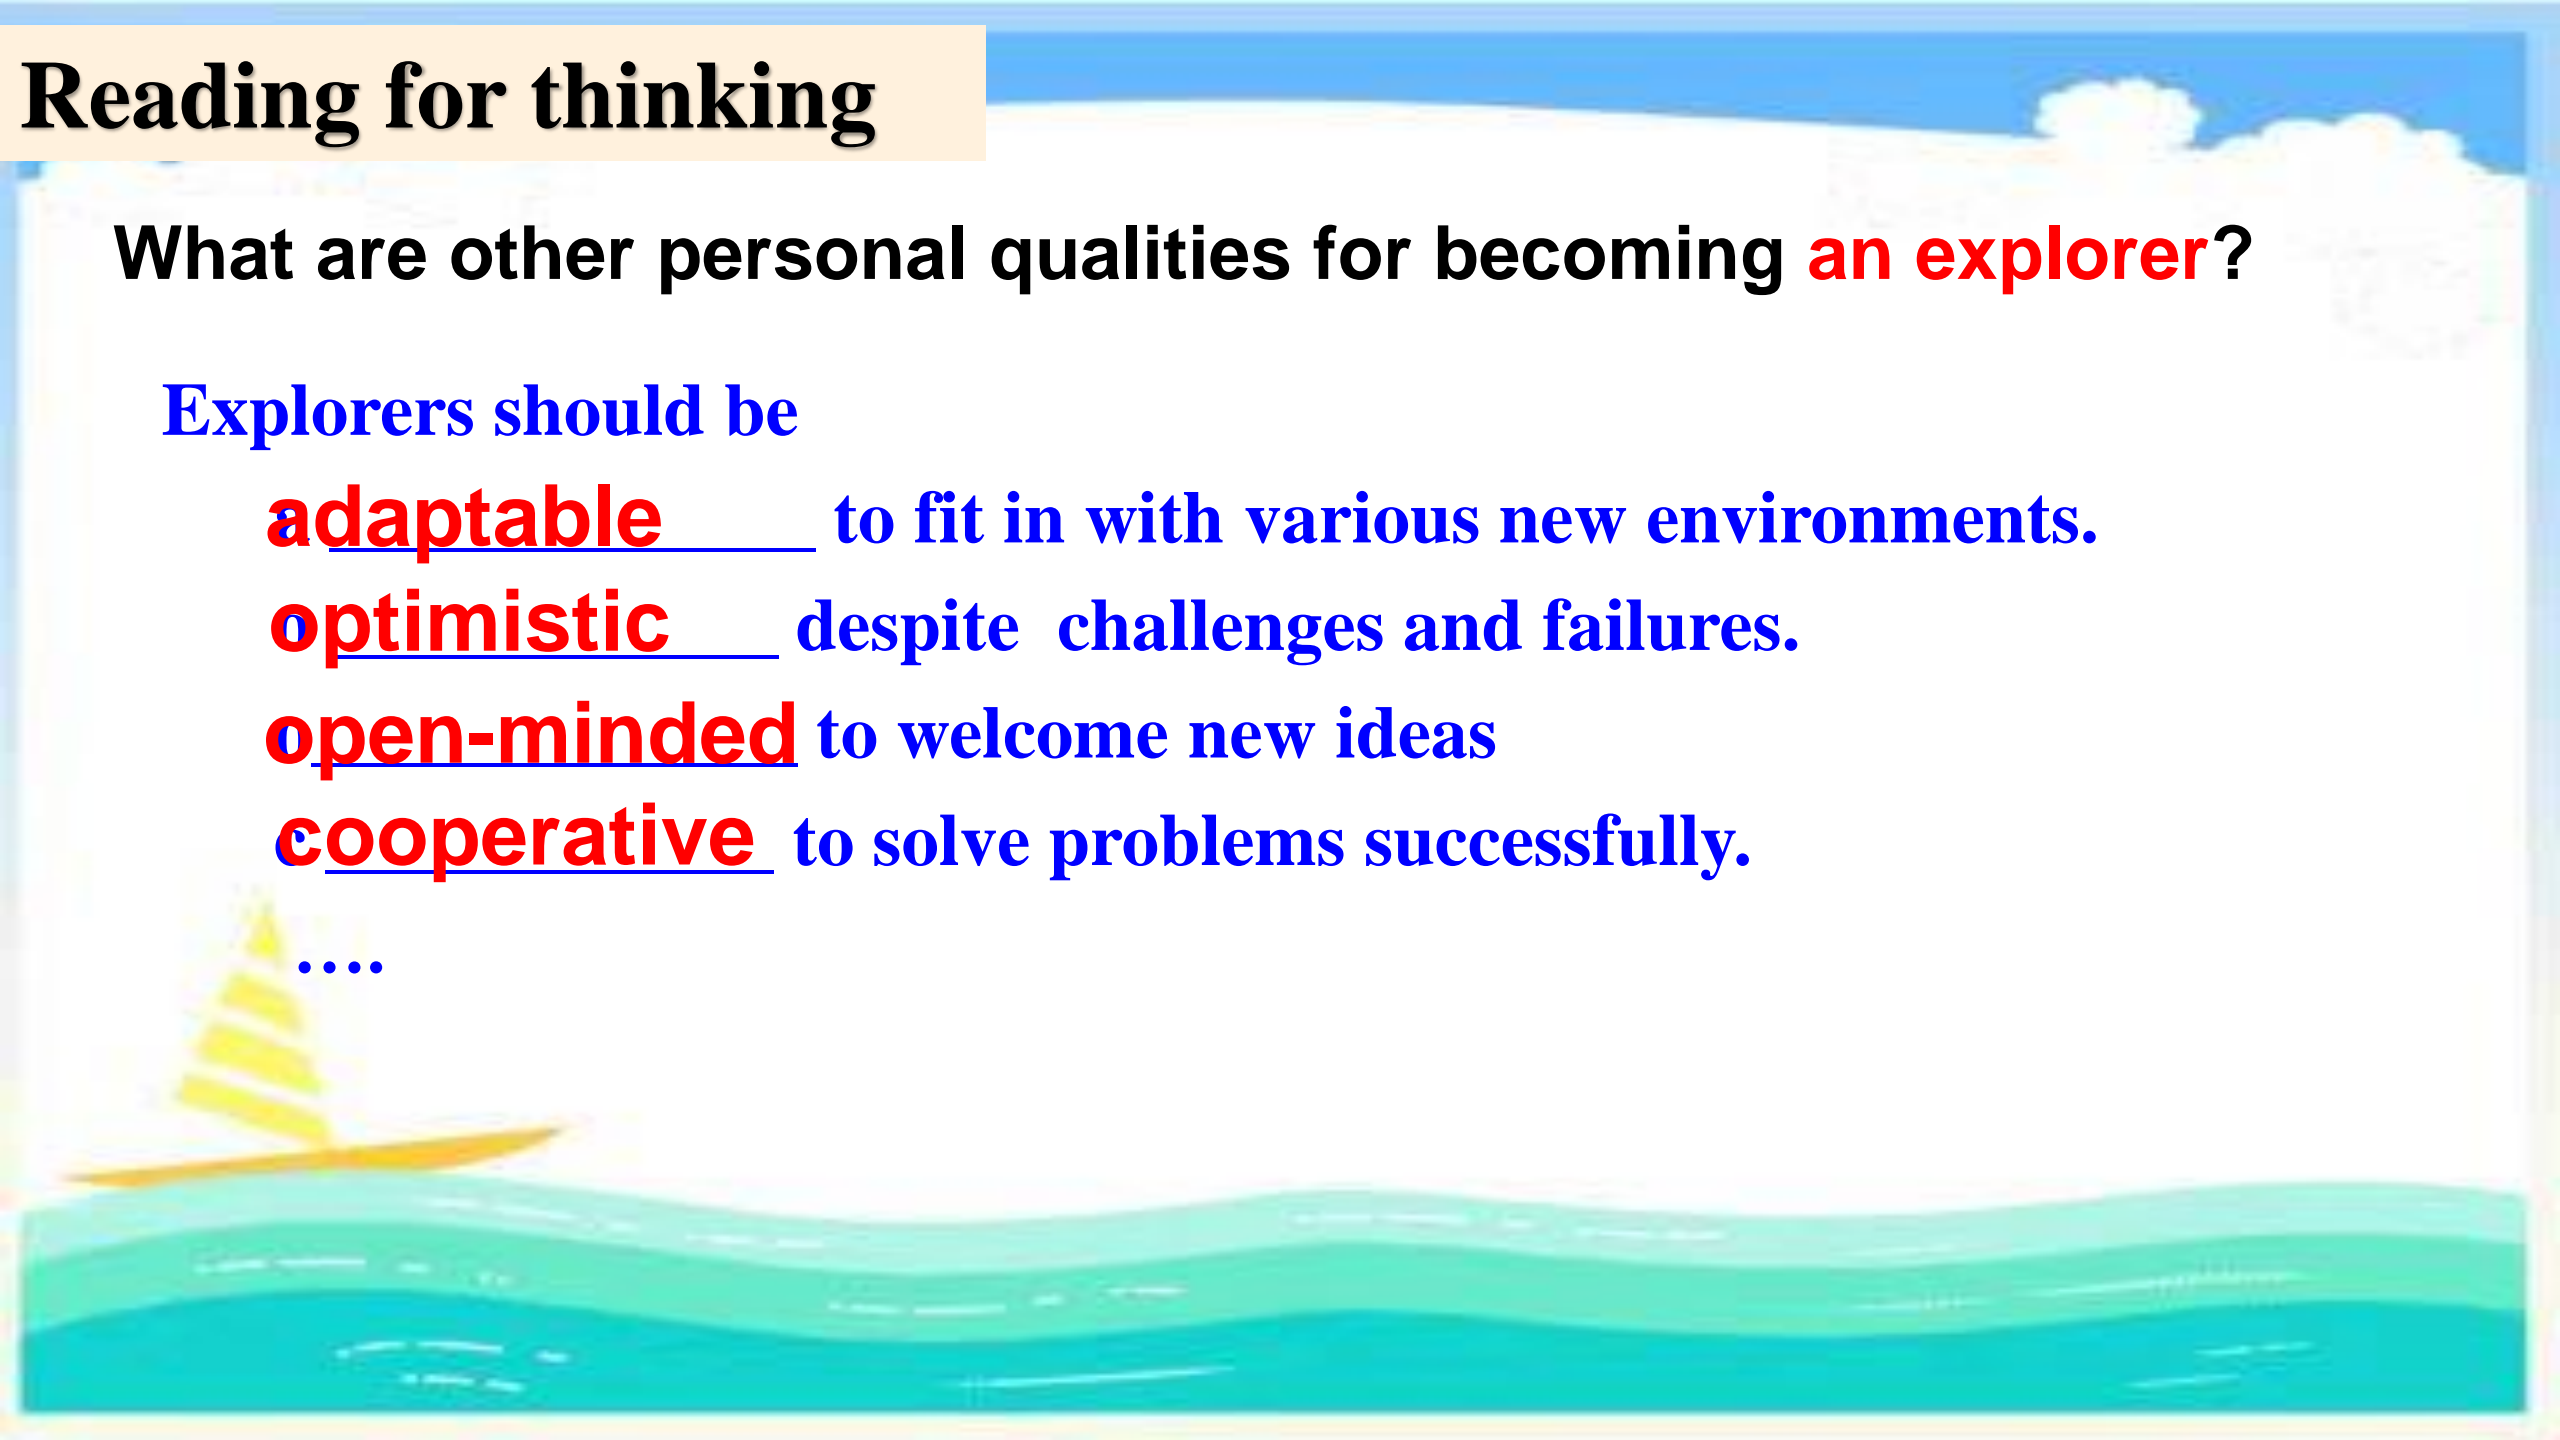 Reading for thinking
What are other personal qualities for becoming an explorer?
Explorers should be
adaptable to fit in with various new environments.
optimistic despite challenges and failures.
open-minded to welcome new ideas
cooperative to solve problems successfully.
….